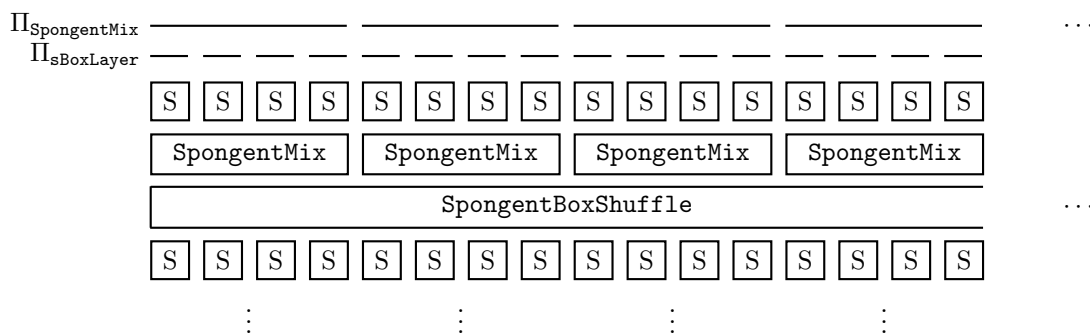 Π_SpongentMix …
Π_sBoxLayer
S S S S S S S S S S S S S S S S
SpongentMix SpongentMix SpongentMix SpongentMix
SpongentBoxShuffle …
S S S S S S S S S S S S S S S S
⋮ ⋮ ⋮ ⋮